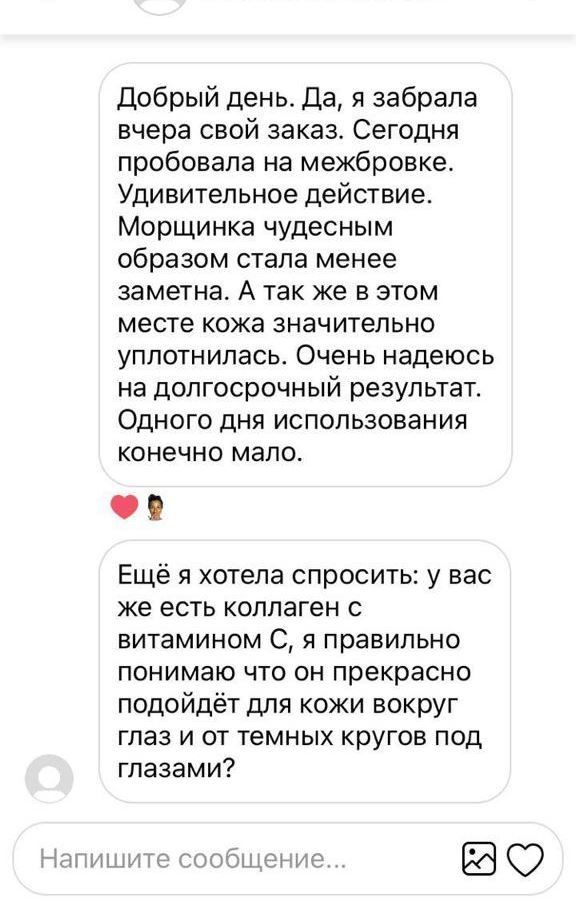 Добрый день. Да, я забрала
вчера свой заказ. Сегодня
пробовала на межбровке.
Удивительное действие.
Морщинка чудесным
образом стала менее
заметна. А так же в этом
месте кожа значительно
уплотнилась. Очень надеюсь
на долгосрочный результат.
Одного дня использования
конечно мало.
Ещё я хотела спросить: у вас
же есть коллаген с
витамином С, я правильно
понимаю что он прекрасно
подойдёт для кожи вокруг
глаз и от темных кругов под
глазами?
Напишите сообщение...